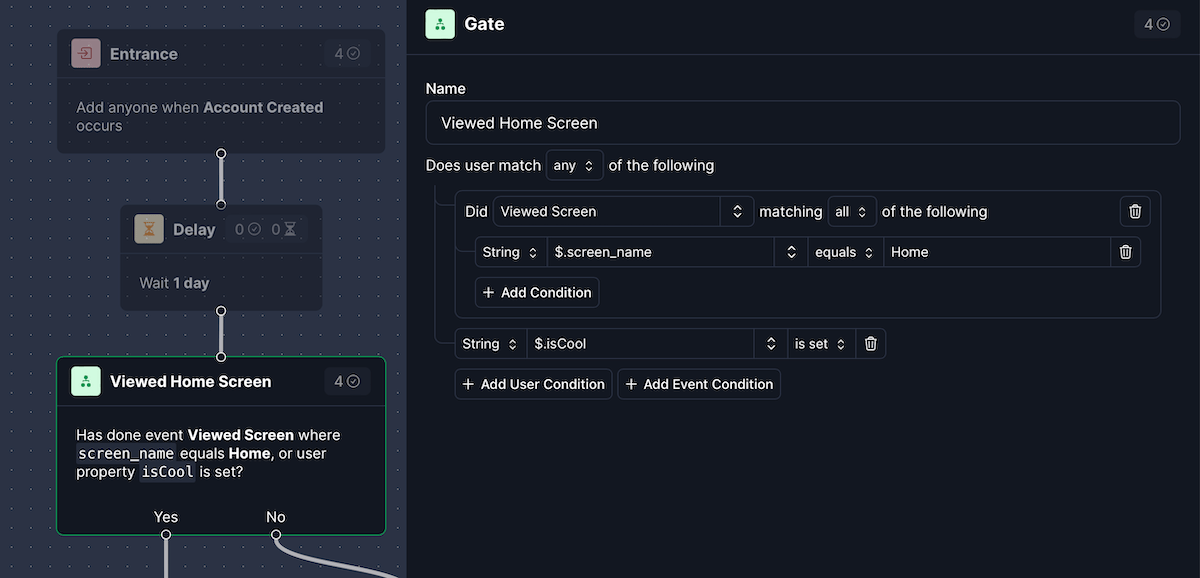 Entrance
4
Add anyone when Account Created
occurs
Delay
0 0
Wait 1 day
Viewed Home Screen
4
Has done event Viewed Screen where
screen_name equals Home, or user
property isCool is set?
Yes
No
Gate
4
Name
Viewed Home Screen
Does user match any of the following
Did Viewed Screen matching all of the following
String $.screen_name equals Home
+ Add Condition
String $.isCool is set
+ Add User Condition + Add Event Condition